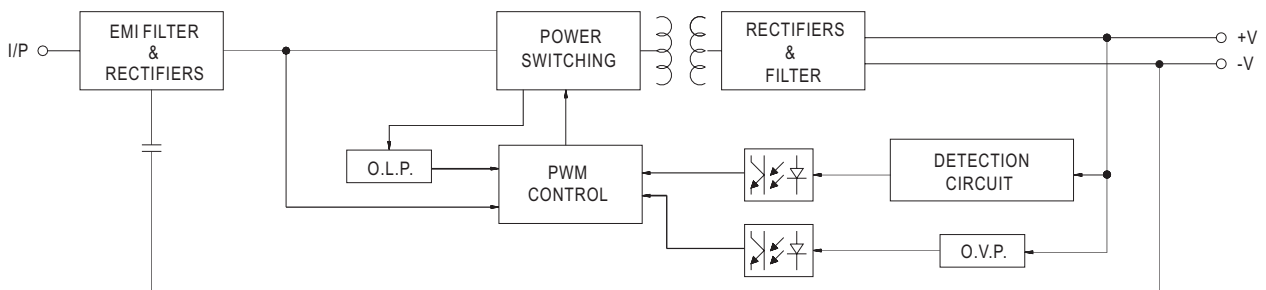 I/P
EMI FILTER
&
RECTIFIERS
POWER
SWITCHING
RECTIFIERS
&
FILTER
+V
-V
O.L.P.
PWM
CONTROL
DETECTION
CIRCUIT
O.V.P.